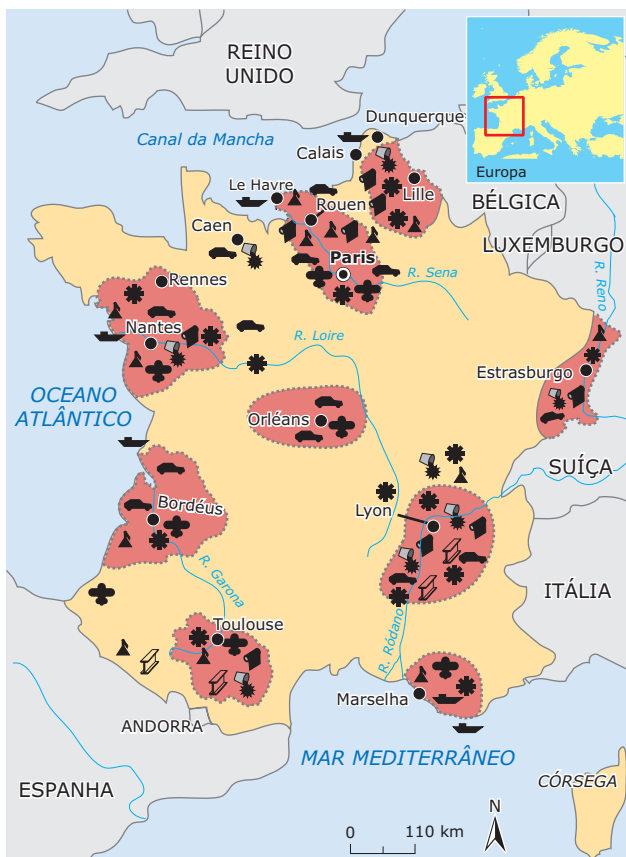 REINO
UNIDO
Europa
Dunquerque
Canal da Mancha
Calais
Le Havre
Lille
BÉLGICA
Rouen
Caen
LUXEMBURGO
Paris
R. Sena
R. Reno
Rennes
Nantes
R. Loire
Estrasburgo
OCEANO
ATLÂNTICO
Orléans
SUÍÇA
Bordéus
Lyon
R. Garona
ITÁLIA
Toulouse
R. Ródano
Marselha
ANDORRA
MAR MEDITERRÂNEO
ESPANHA
CÓRSEGA
N
0 110 km